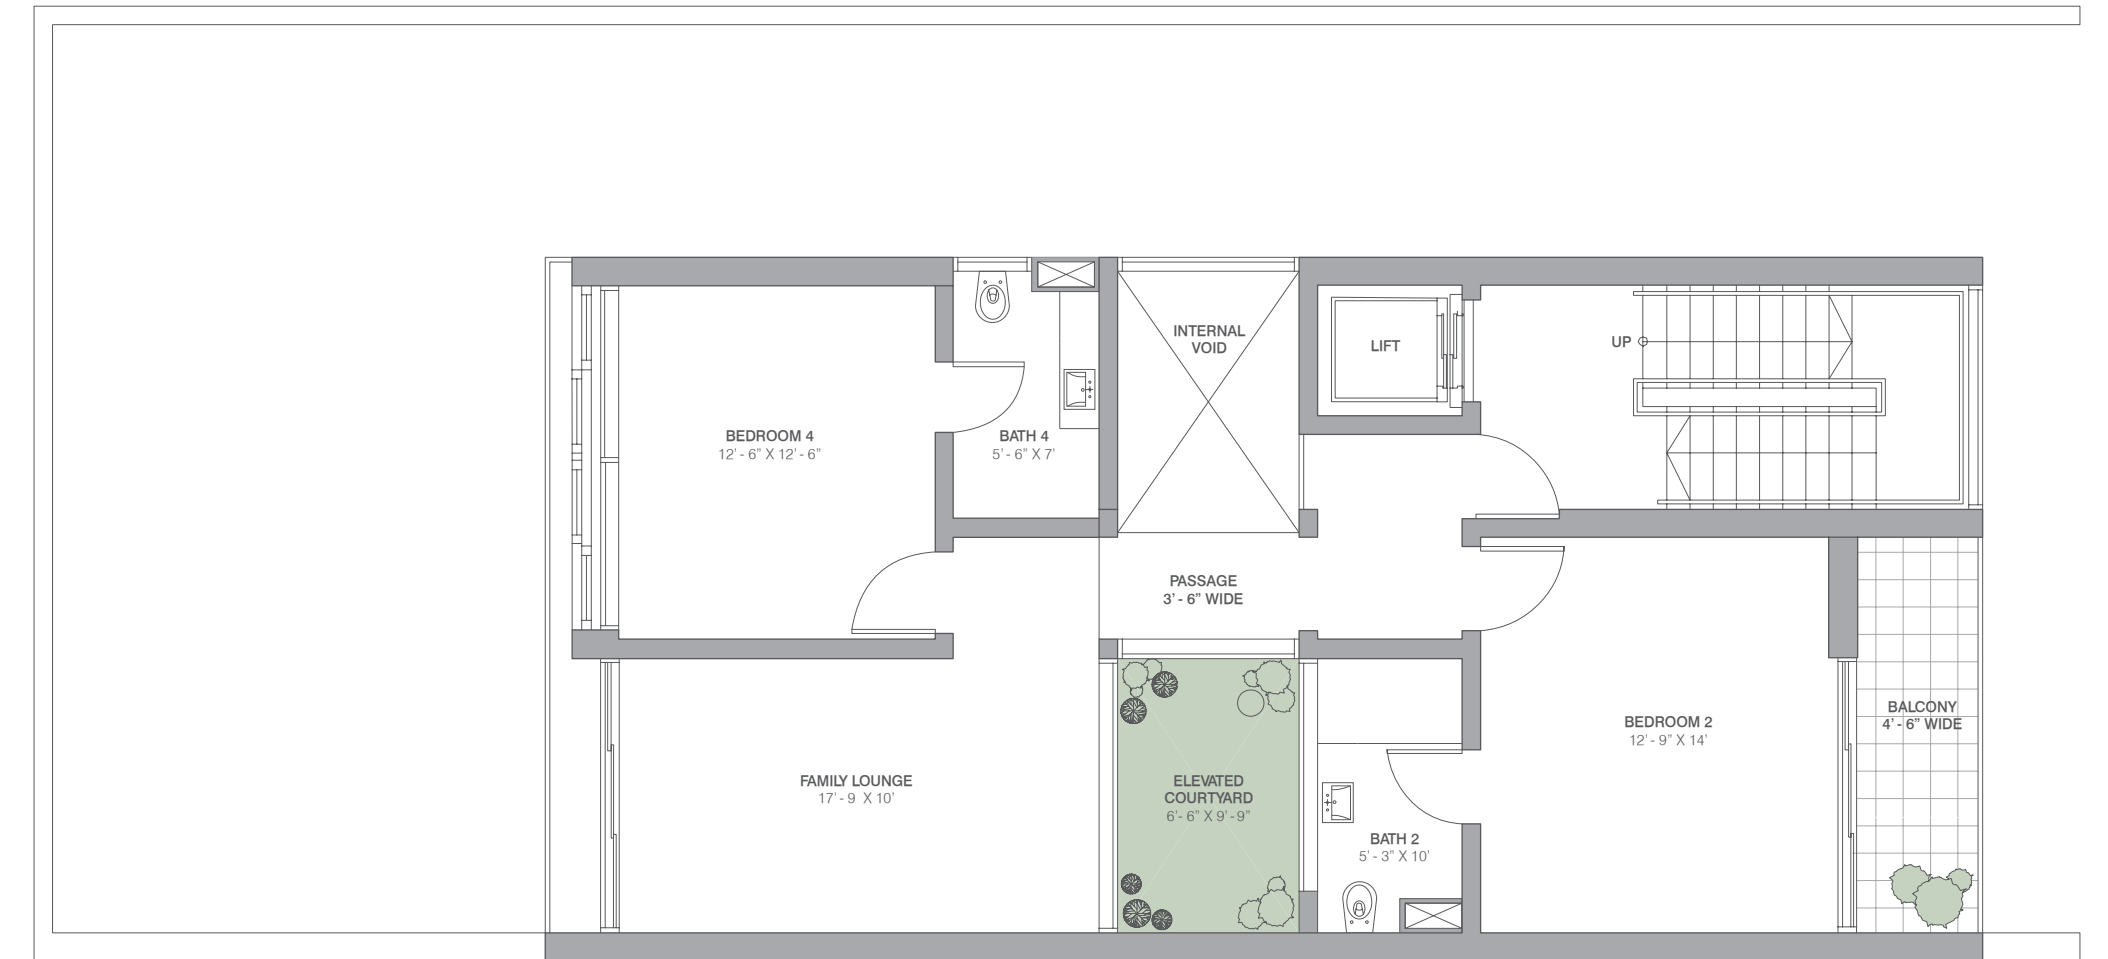 INTERNAL
VOID
LIFT
UP
BEDROOM 4
12' - 6" X 12' - 6"
BATH 4
5' - 6" X 7'
PASSAGE
3' - 6" WIDE
BEDROOM 2
12' - 9" X 14'
BALCONY
4' - 6" WIDE
FAMILY LOUNGE
17' - 9  X 10'
ELEVATED
COURTYARD
6' - 6" X 9' - 9"
BATH 2
5' - 3" X 10'